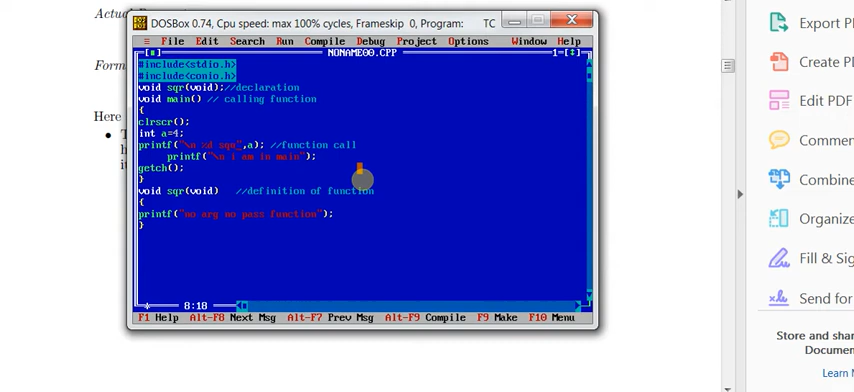 Actual
DOSBox 0.74, Cpu speed: max 100% cycles, Frameskip 0, Program: TC
File Edit Search Run Compile Debug Project Options Window Help
NONAME00.CPP 1
#include<stdio.h>
#include<conio.h>
void sqr(void);//declaration
void main() // calling function
{
clrscr();
int a=4;
printf("\n %d sqn",a); //function call
printf("\n i am in main");
getch();
}
void sqr(void) //definition of function
{
printf("no arg no pass function");
}
8:18
F1 Help Alt-F8 Next Msg Alt-F7 Prev Msg Alt-F9 Compile F9 Make F10 Menu
Form
Here
• T
h
it
Export P
Create P
Edit PDF
Commen
Combine
Organize
Fill & Sig
Send for
Store and shar
Documen
Learn M